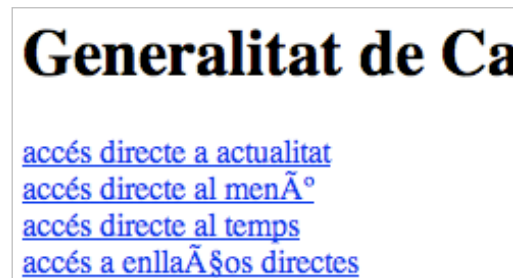 Generalitat de Ca
accés directe a actualitat
accés directe al menÃº
accés directe al temps
accés a enllaÃ§os directes